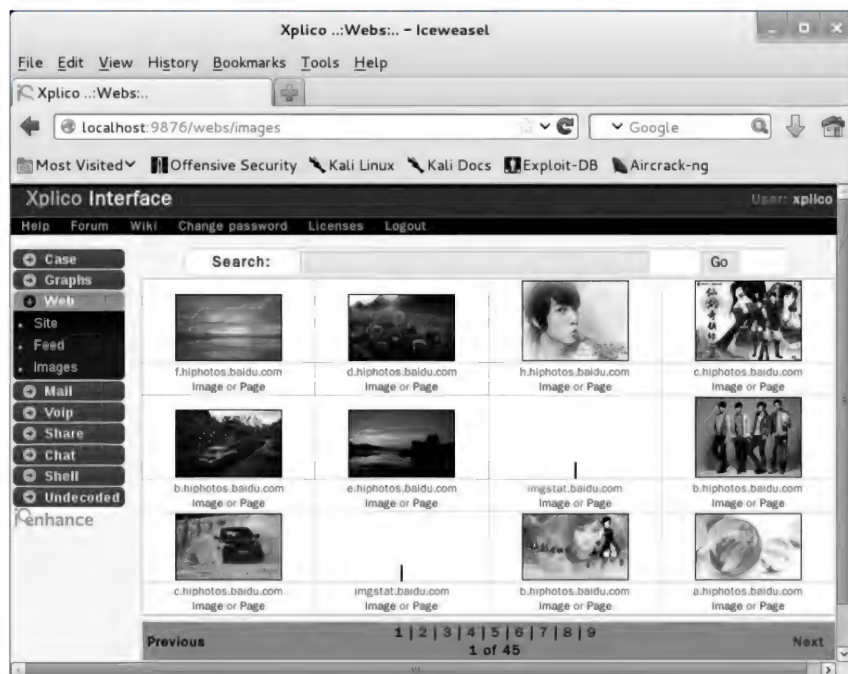 Xplico ..:Webs:.. – Iceweasel
File Edit View History Bookmarks Tools Help
Xplico ..:Webs:..
localhost:9876/webs/images
Google
Most Visited Offensive Security Kali Linux Kali Docs Exploit-DB Aircrack-ng
Xplico Interface
User: xplico
Help Forum Wiki Change password Licenses Logout
Case
Graphs
Web
Site
Feed
Images
Mail
Voip
Share
Chat
Shell
Undecoded
enhance
Search:
Go
f.hiphotos.baidu.com
Image or Page
d.hiphotos.baidu.com
Image or Page
h.hiphotos.baidu.com
Image or Page
c.hiphotos.baidu.com
Image or Page
b.hiphotos.baidu.com
Image or Page
e.hiphotos.baidu.com
Image or Page
imgstat.baidu.com
Image or Page
b.hiphotos.baidu.com
Image or Page
c.hiphotos.baidu.com
Image or Page
imgstat.baidu.com
Image or Page
b.hiphotos.baidu.com
Image or Page
a.hiphotos.baidu.com
Image or Page
Previous
1 | 2 | 3 | 4 | 5 | 6 | 7 | 8 | 9
1 of 45
Next